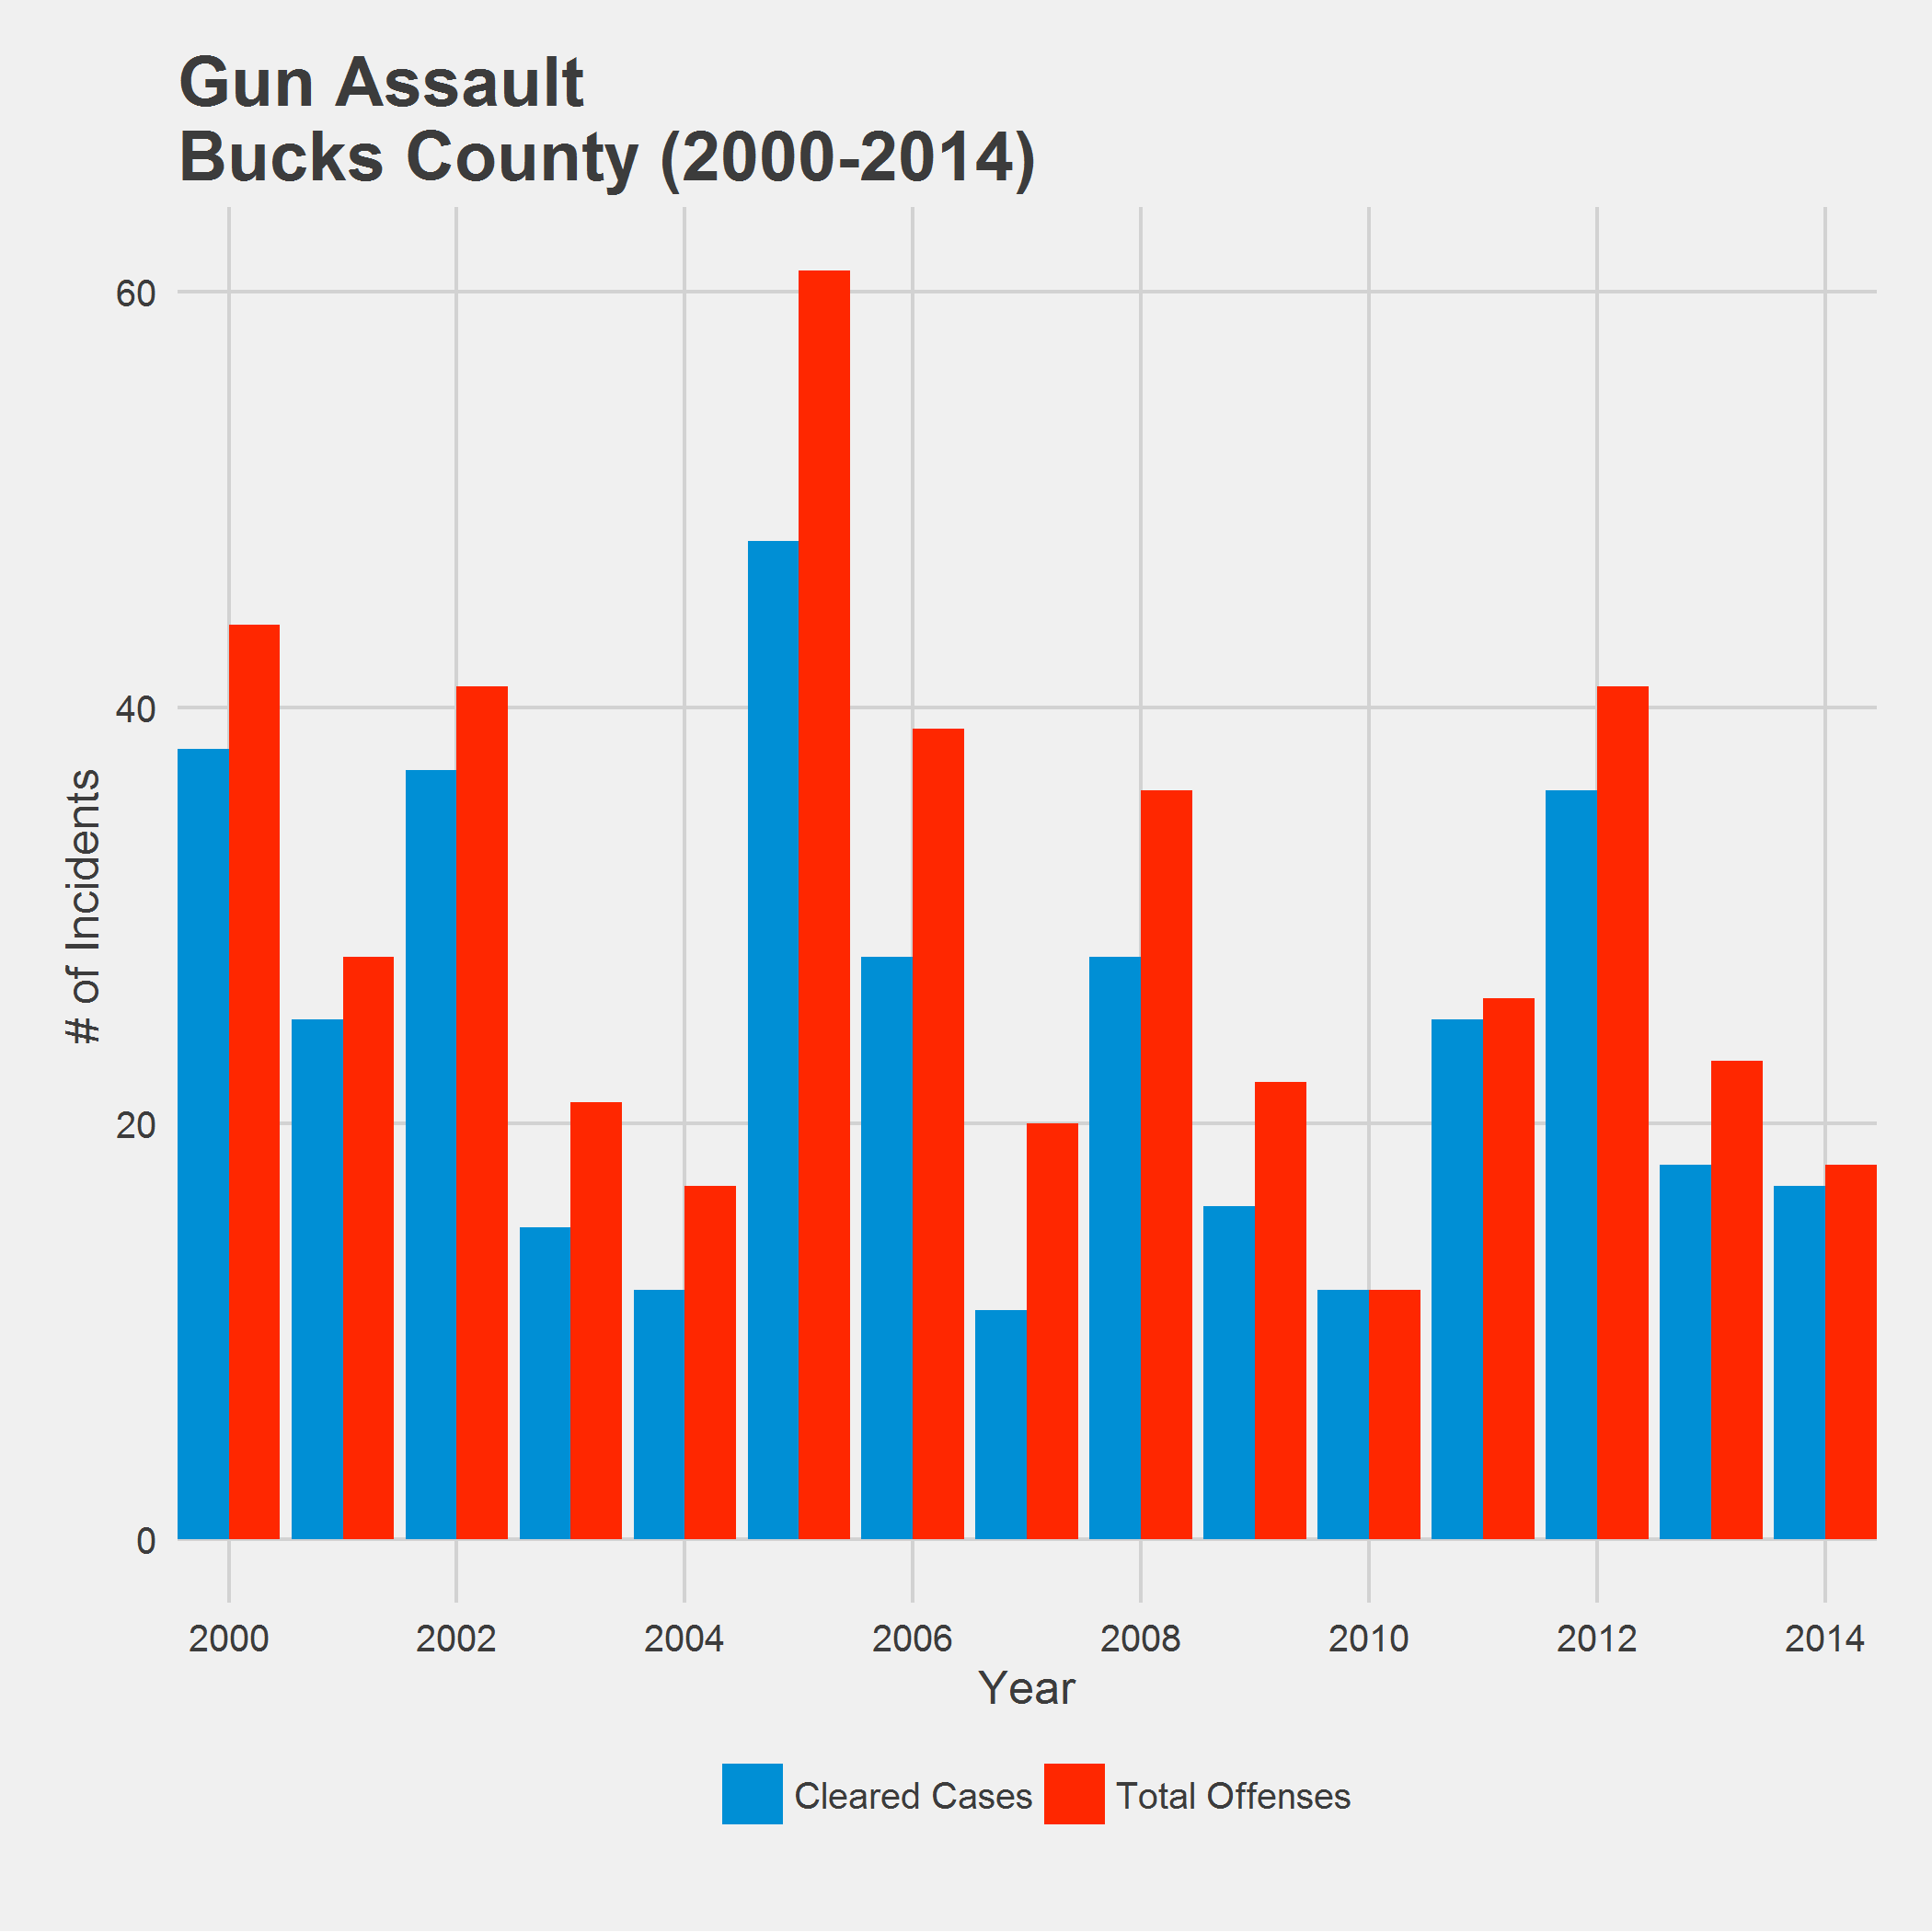 Gun Assault
Bucks County (2000-2014)
60
40
20
0
# of Incidents
2000 2002 2004 2006 2008 2010 2012 2014
Year
Cleared Cases Total Offenses